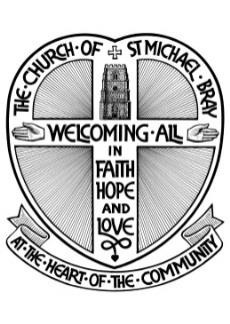 THE·CHURCH·OF ST MICHAEL·BRAY
WELCOMING·ALL
IN
FAITH
HOPE
AND
LOVE
AT·THE·HEART·OF·THE·COMMUNITY